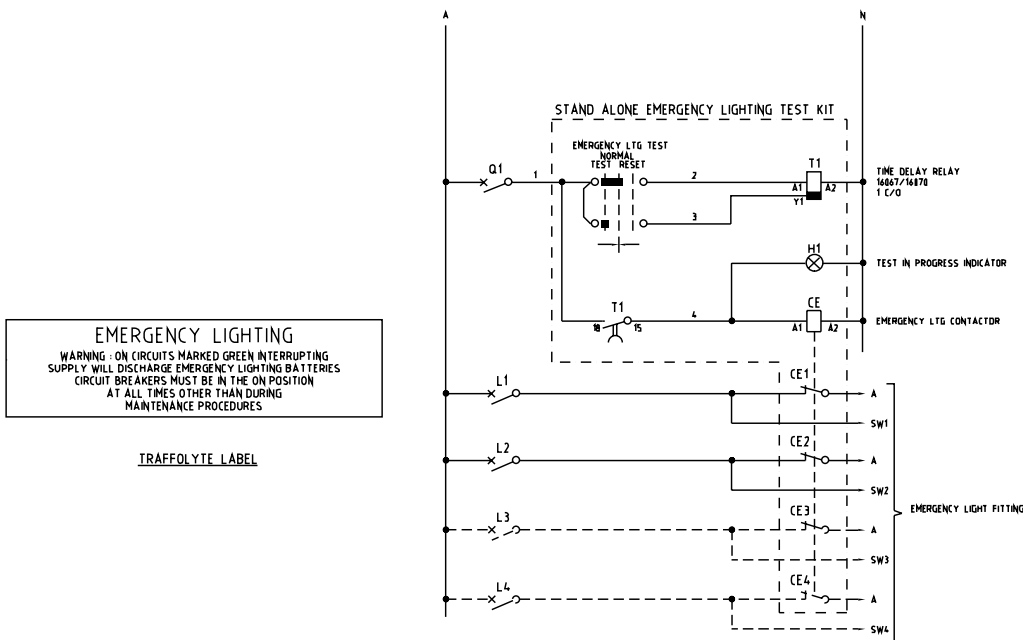 A
N
STAND ALONE EMERGENCY LIGHTING TEST KIT
EMERGENCY LTG TEST
NORMAL
TEST RESET
Q1
1
2
T1
A1
A2
Y1
TIME DELAY RELAY
16067/16070
1 C/O
3
H1
TEST IN PROGRESS INDICATOR
T1
18
15
4
CE
A1
A2
EMERGENCY LTG CONTACTOR
EMERGENCY LIGHTING
WARNING : ON CIRCUITS MARKED GREEN INTERRUPTING
SUPPLY WILL DISCHARGE EMERGENCY LIGHTING BATTERIES
CIRCUIT BREAKERS MUST BE IN THE ON POSITION
AT ALL TIMES OTHER THAN DURING
MAINTENANCE PROCEDURES
TRAFFOLYTE LABEL
L1
CE1
A
SW1
L2
CE2
A
SW2
L3
CE3
A
SW3
L4
CE4
A
SW4
EMERGENCY LIGHT FITTING